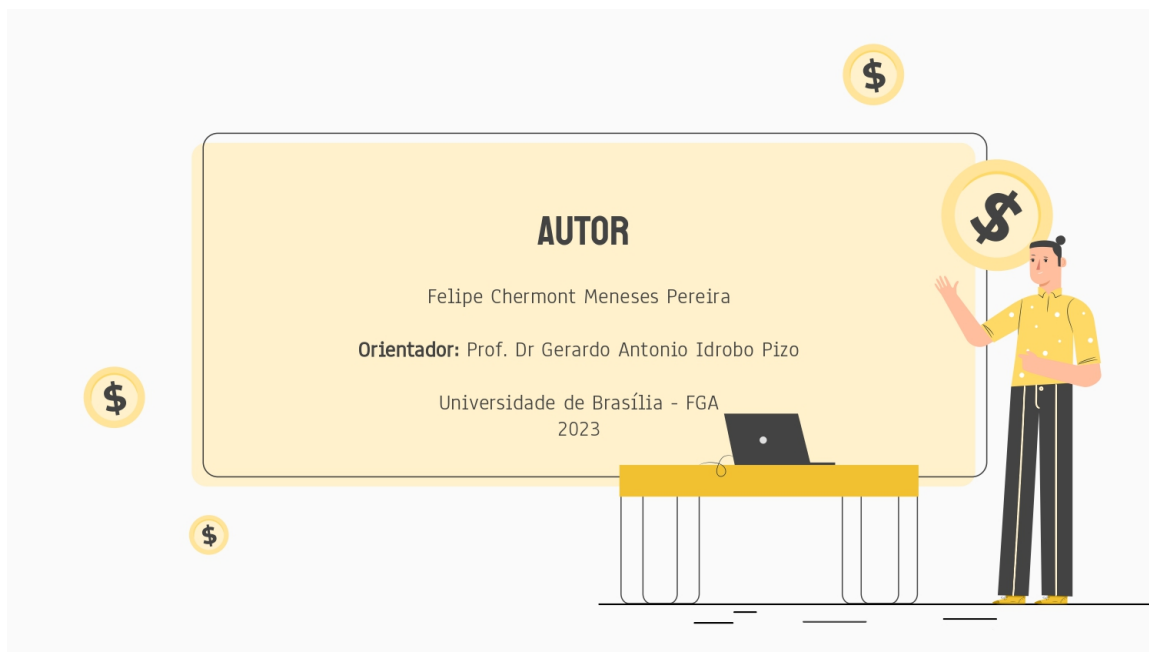 AUTOR
Felipe Chermont Meneses Pereira
Orientador: Prof. Dr Gerardo Antonio Idrobo Pizo
Universidade de Brasília - FGA
2023
$
$
$
$